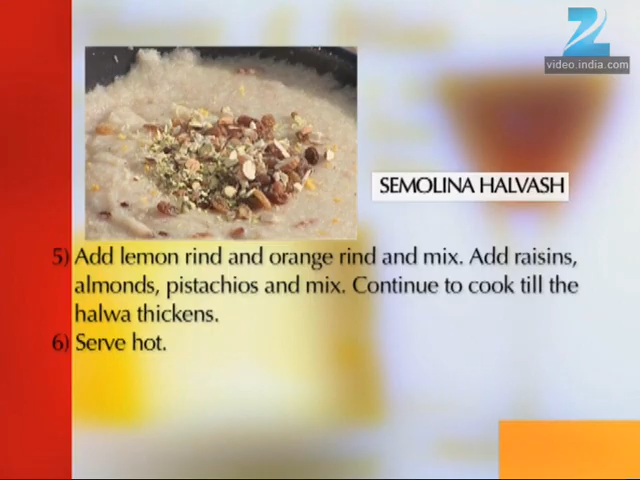 video.india.com
SEMOLINA HALVASH
5) Add lemon rind and orange rind and mix. Add raisins,
almonds, pistachios and mix. Continue to cook till the
halwa thickens.
6) Serve hot.